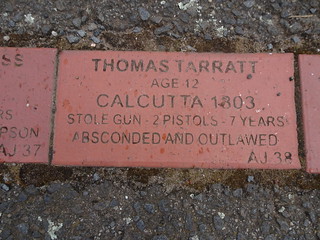 SS
THOMAS TARRATT
AGE 12
CALCUTTA 1803
RS
STOLE GUN - 2 PISTOLS - 7 YEARS
PSON
ABSCONDED AND OUTLAWED
AJ 37
AJ 38